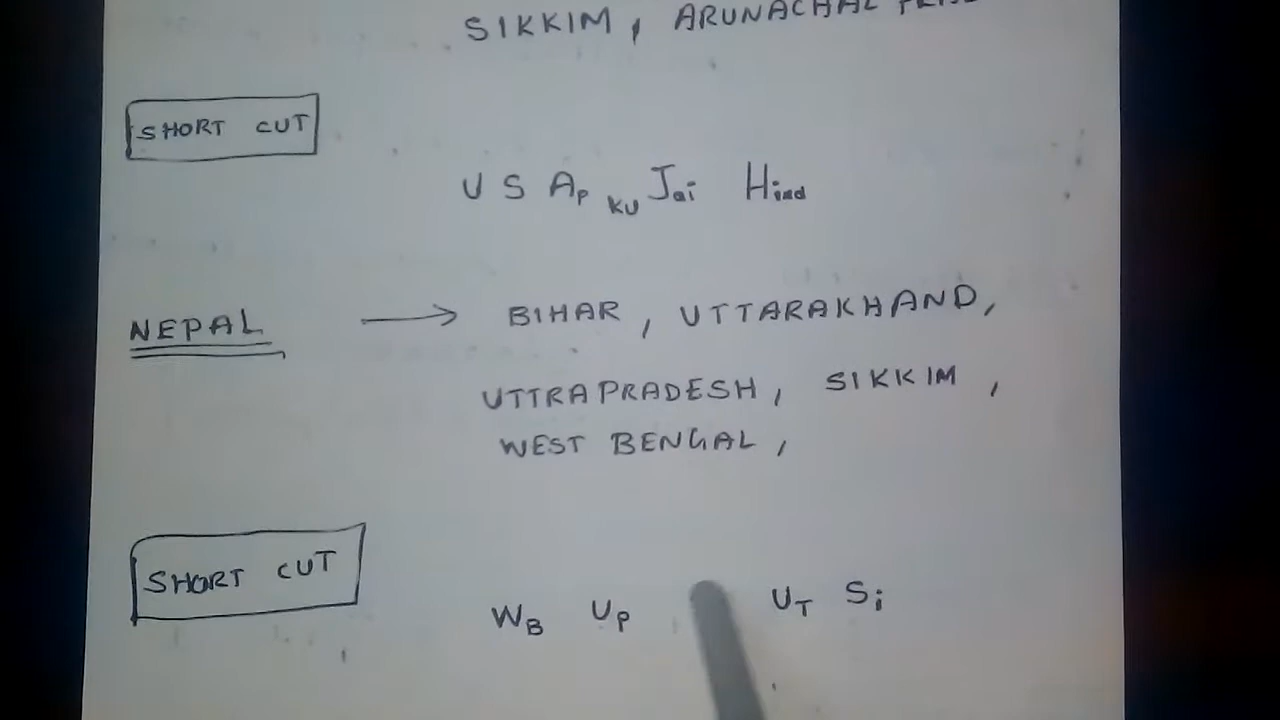 SIKKIM, ARUNACHAL
SHORT CUT
U S Ap KU Jai Hind
NEPAL → BIHAR, UTTARAKHAND,
UTTRAPRADESH, SIKKIM,
WEST BENGAL,
SHORT CUT
WB UP UT Si